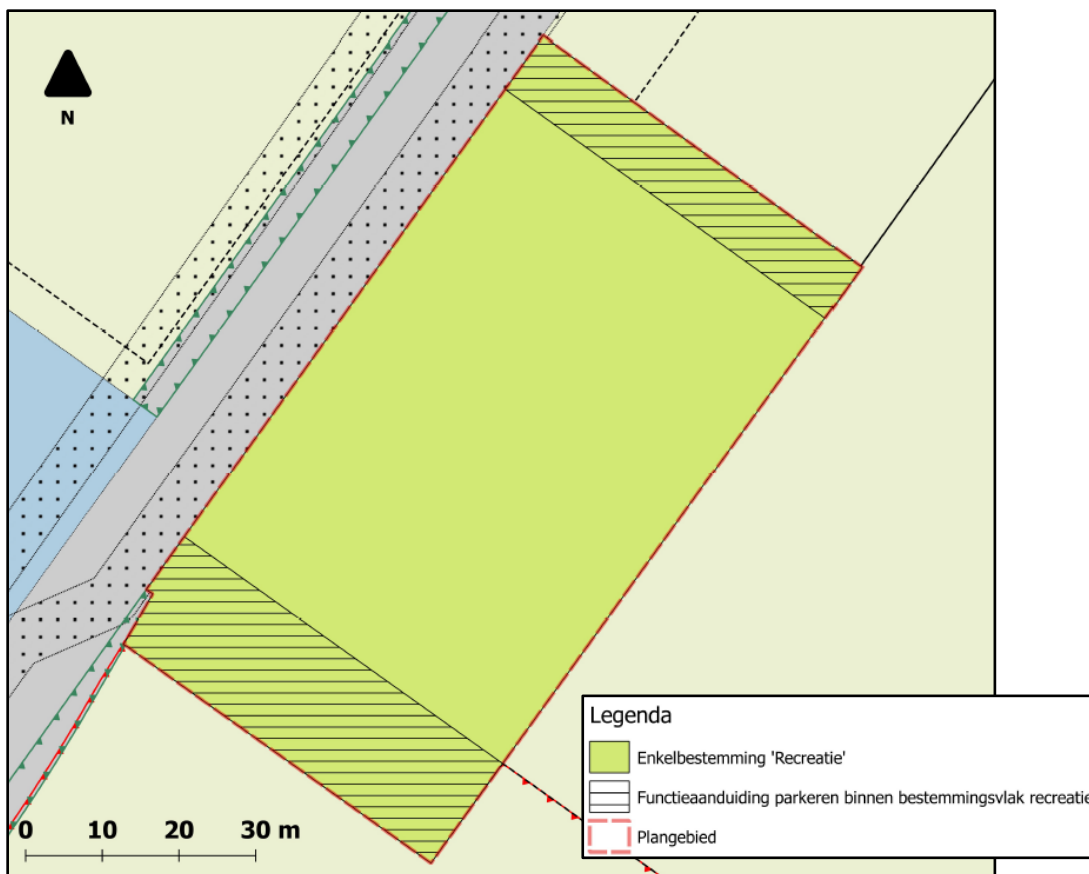 N
Legenda
Enkelbestemming 'Recreatie'
Functieaanduiding parkeren binnen bestemmingsvlak recreatie
Plangebied
0 10 20 30 m